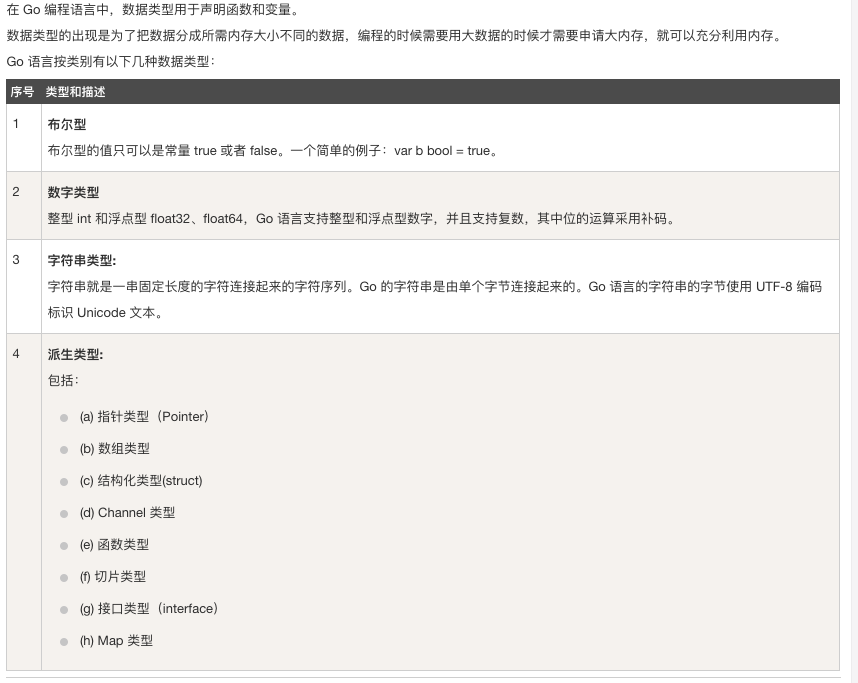 在 Go 编程语言中，数据类型用于声明函数和变量。
数据类型的出现是为了把数据分成所需内存大小不同的数据，编程的时候需要用大数据的时候才需要申请大内存，就可以充分利用内存。
Go 语言按类别有以下几种数据类型：
序号 类型和描述
1 布尔型
布尔型的值只可以是常量 true 或者 false。一个简单的例子：var b bool = true。
2 数字类型
整型 int 和浮点型 float32、float64，Go 语言支持整型和浮点型数字，并且支持复数，其中位的运算采用补码。
3 字符串类型:
字符串就是一串固定长度的字符连接起来的字符序列。Go 的字符串是由单个字节连接起来的。Go 语言的字符串的字节使用 UTF-8 编码
标识 Unicode 文本。
4 派生类型:
包括：
(a) 指针类型（Pointer）
(b) 数组类型
(c) 结构化类型(struct)
(d) Channel 类型
(e) 函数类型
(f) 切片类型
(g) 接口类型（interface）
(h) Map 类型